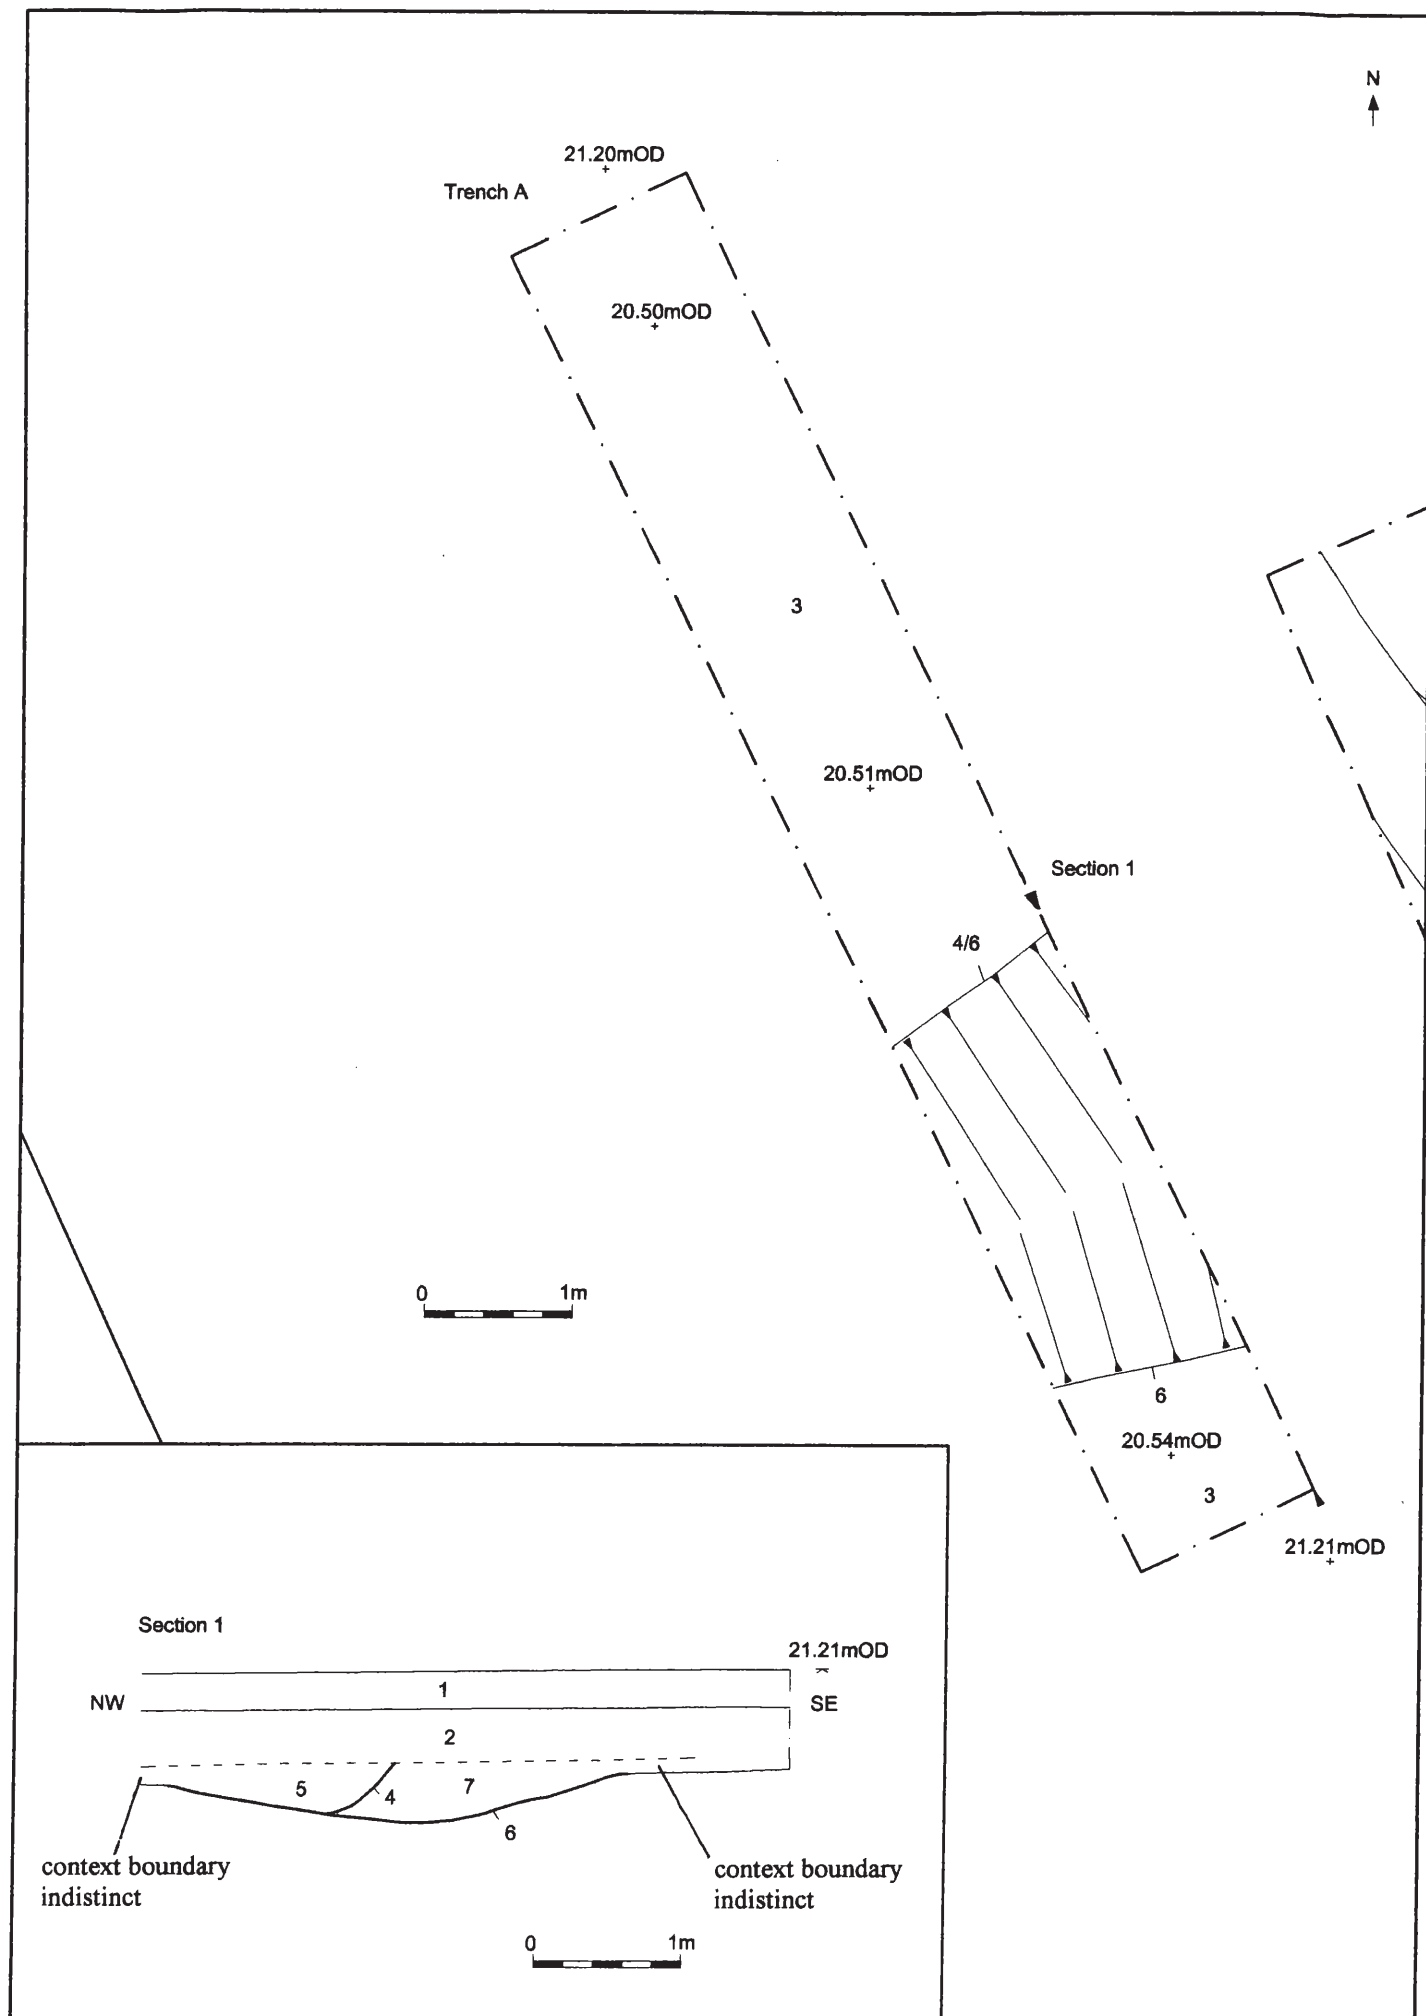 N
21.20mOD
Trench A
20.50mOD
3
20.51mOD
Section 1
4/6
0 1m
6
20.54mOD
3
21.21mOD
Section 1
21.21mOD
NW
1
SE
2
5
4
7
6
context boundary
indistinct
context boundary
indistinct
0 1m